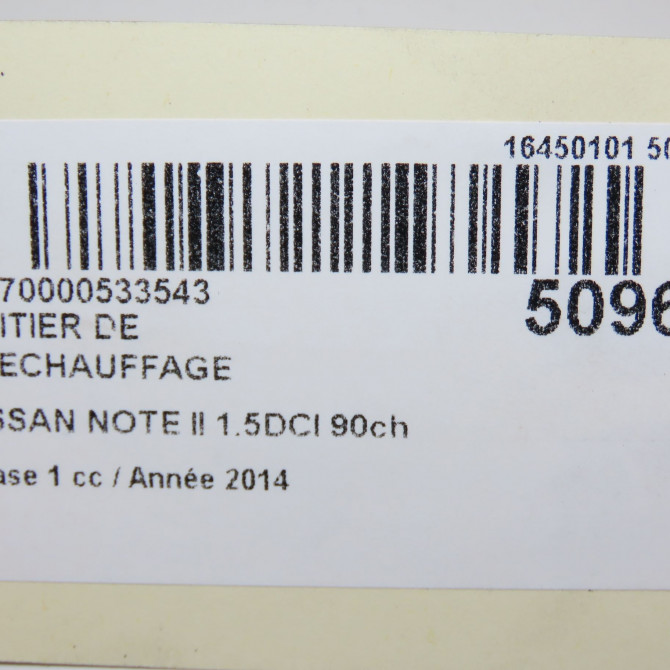 16450101 50
70000533543
5096
ITIER DE
ECHAUFFAGE
SSAN NOTE II 1.5DCI 90ch
ase 1 cc / Année 2014